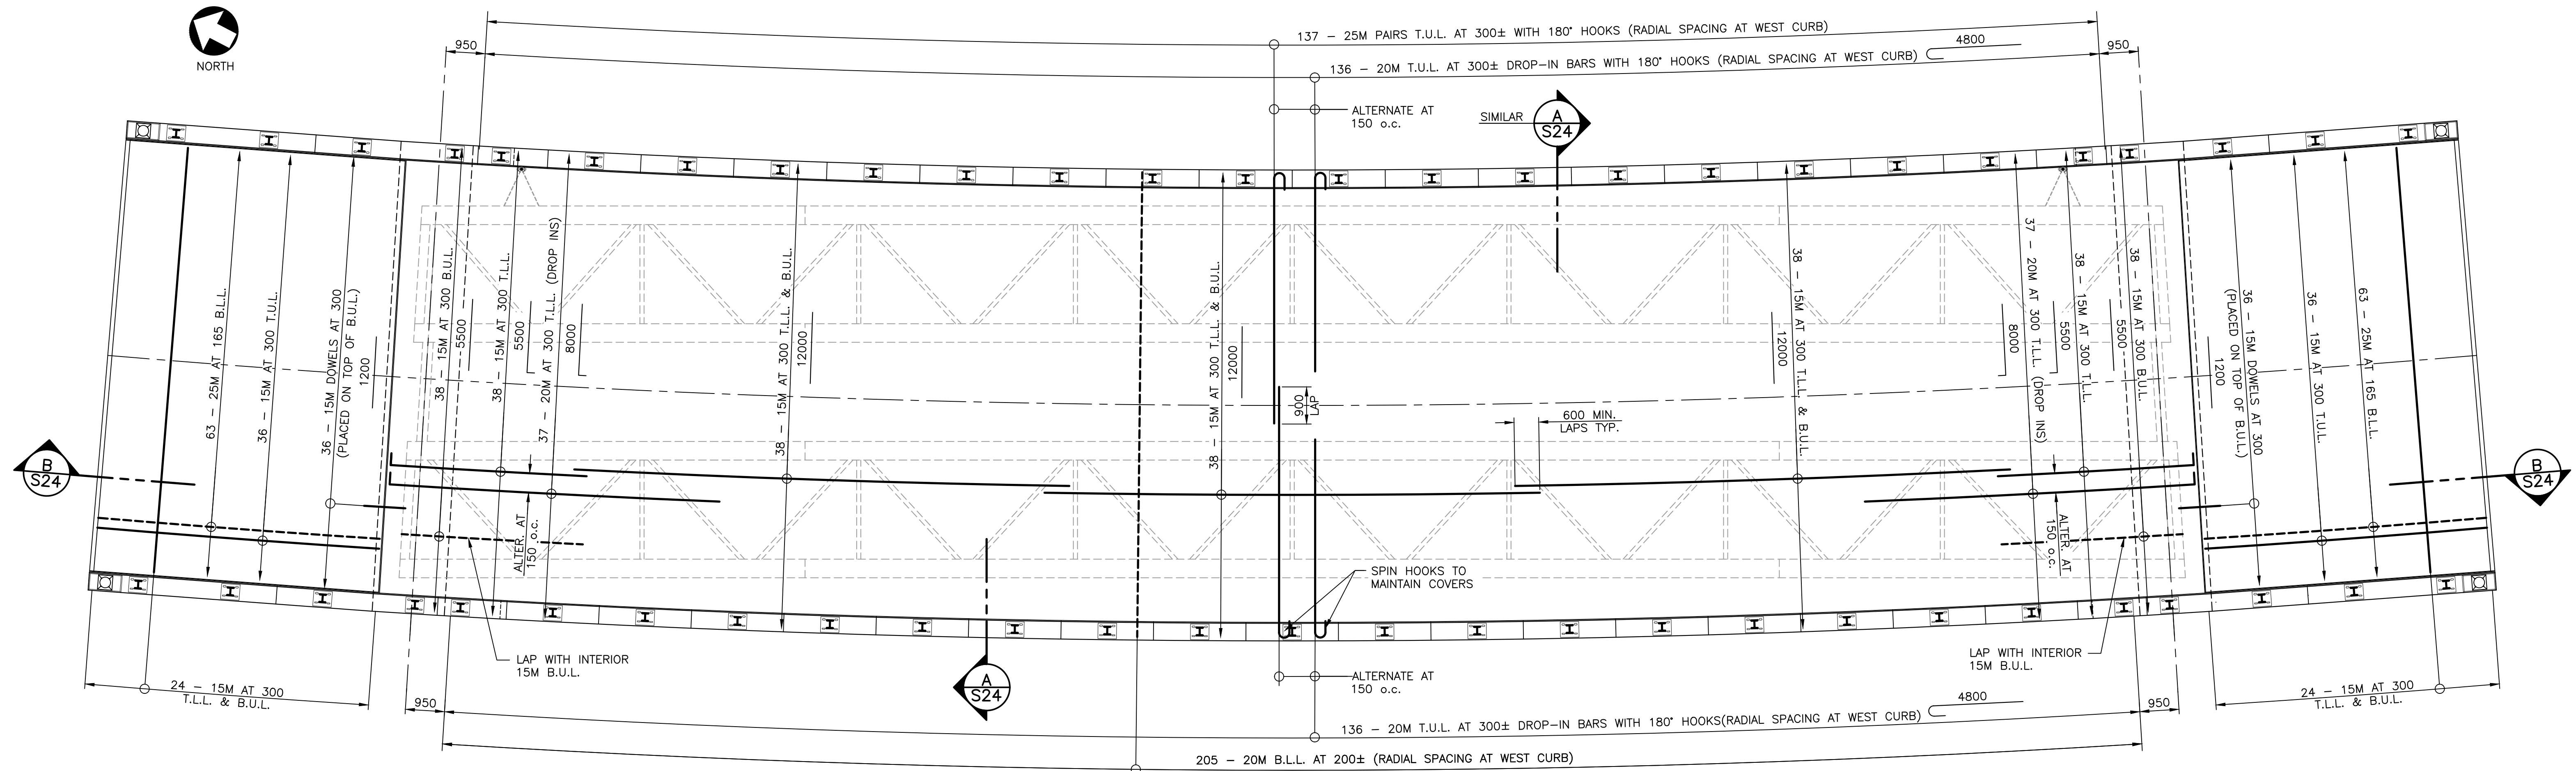 NORTH
137 - 25M PAIRS T.U.L. AT 300± WITH 180° HOOKS (RADIAL SPACING AT WEST CURB)
950
136 - 20M T.U.L. AT 300± DROP-IN BARS WITH 180° HOOKS (RADIAL SPACING AT WEST CURB)
4800
950
ALTERNATE AT
150 o.c.
SIMILAR
A
S24
63 - 25M AT 165 B.L.L.
36 - 15M AT 300 T.U.L.
36 - 15M DOWELS AT 300
(PLACED ON TOP OF B.U.L.)
1200
38 - 15M AT 300 B.U.L.
5500
38 - 15M AT 300 T.L.L.
5500
37 - 20M AT 300 T.L.L. (DROP INS)
8000
38 - 15M AT 300 T.L.L. & B.U.L.
12000
38 - 15M AT 300 T.L.L. & B.U.L.
12000
900
LAP
600 MIN.
LAPS TYP.
12000
38 - 15M AT 300 T.L.L. & B.U.L.
8000
37 - 20M AT 300 T.L.L. (DROP INS)
5500
38 - 15M AT 300 T.L.L.
5500
38 - 15M AT 300 B.U.L.
1200
36 - 15M DOWELS AT 300
(PLACED ON TOP OF B.U.L.)
36 - 15M AT 300 T.U.L.
63 - 25M AT 165 B.L.L.
B
S24
B
S24
ALTER. AT
150 o.c.
ALTER. AT
150 o.c.
SPIN HOOKS TO
MAINTAIN COVERS
LAP WITH INTERIOR
15M B.U.L.
LAP WITH INTERIOR
15M B.U.L.
A
S24
ALTERNATE AT
150 o.c.
24 - 15M AT 300
T.L.L. & B.U.L.
950
136 - 20M T.U.L. AT 300± DROP-IN BARS WITH 180° HOOKS(RADIAL SPACING AT WEST CURB)
4800
950
24 - 15M AT 300
T.L.L. & B.U.L.
205 - 20M B.L.L. AT 200± (RADIAL SPACING AT WEST CURB)